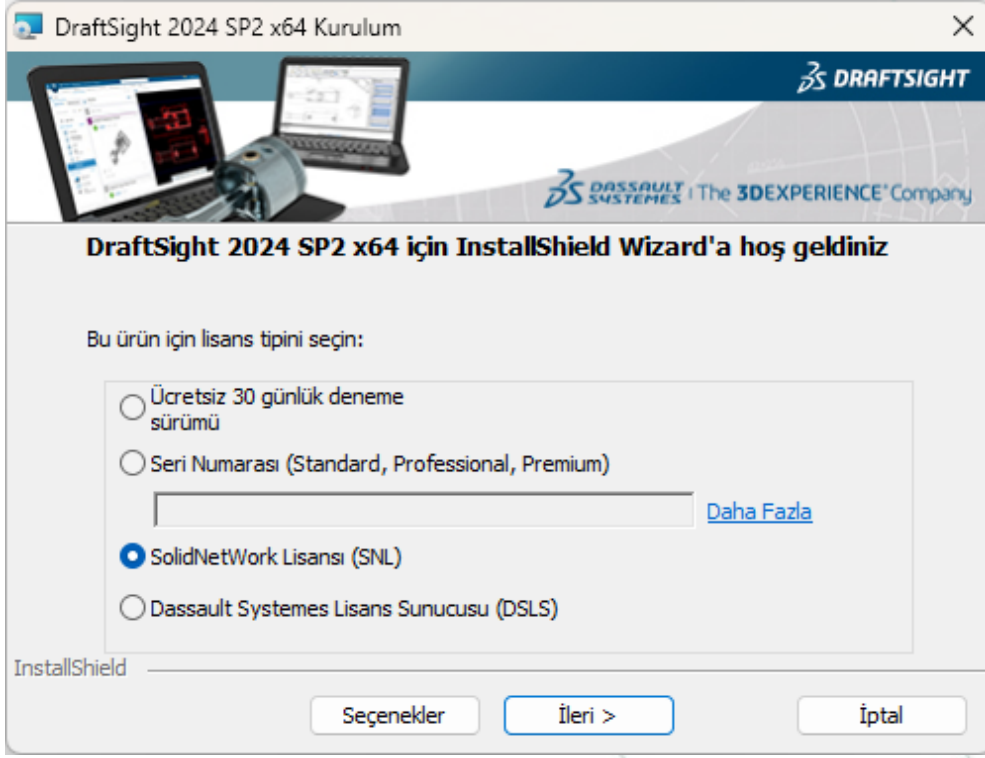 DraftSight 2024 SP2 x64 Kurulum
DRAFTSIGHT
DASSAULT SYSTEMES | The 3DEXPERIENCE® Company
DraftSight 2024 SP2 x64 için InstallShield Wizard'a hoş geldiniz
Bu ürün için lisans tipini seçin:
Ücretsiz 30 günlük deneme
sürümü
Seri Numarası (Standard, Professional, Premium)
Daha Fazla
SolidNetWork Lisansı (SNL)
Dassault Systemes Lisans Sunucusu (DSLS)
InstallShield
Seçenekler
İleri >
İptal